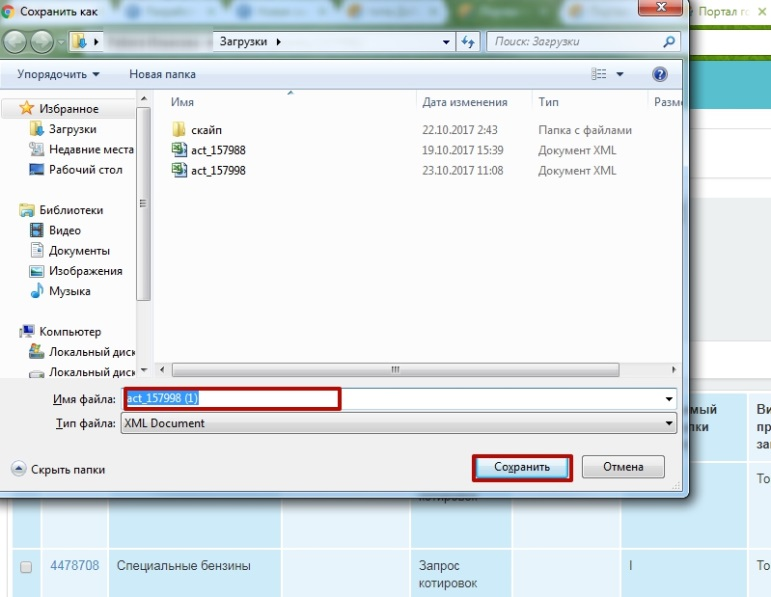 Сохранить как
Портал г
Загрузки
Поиск: Загрузки
Упорядочить
Новая папка
Имя
Дата изменения
Тип
Разм
Избранное
Загрузки
Недавние места
Рабочий стол
Библиотеки
Видео
Документы
Изображения
Музыка
Компьютер
Локальный диск
Локальный диск
скайп 22.10.2017 2:43 Папка с файлами
act_157988 19.10.2017 15:39 Документ XML
act_157998 23.10.2017 11:08 Документ XML
Имя файла: act_157998 (1)
Тип файла: XML Document
Скрыть папки
Сохранить
Отмена
мый
пки
Ви
пр
за
котировок
То
4478708
Специальные бензины
Запрос
котировок
I
То